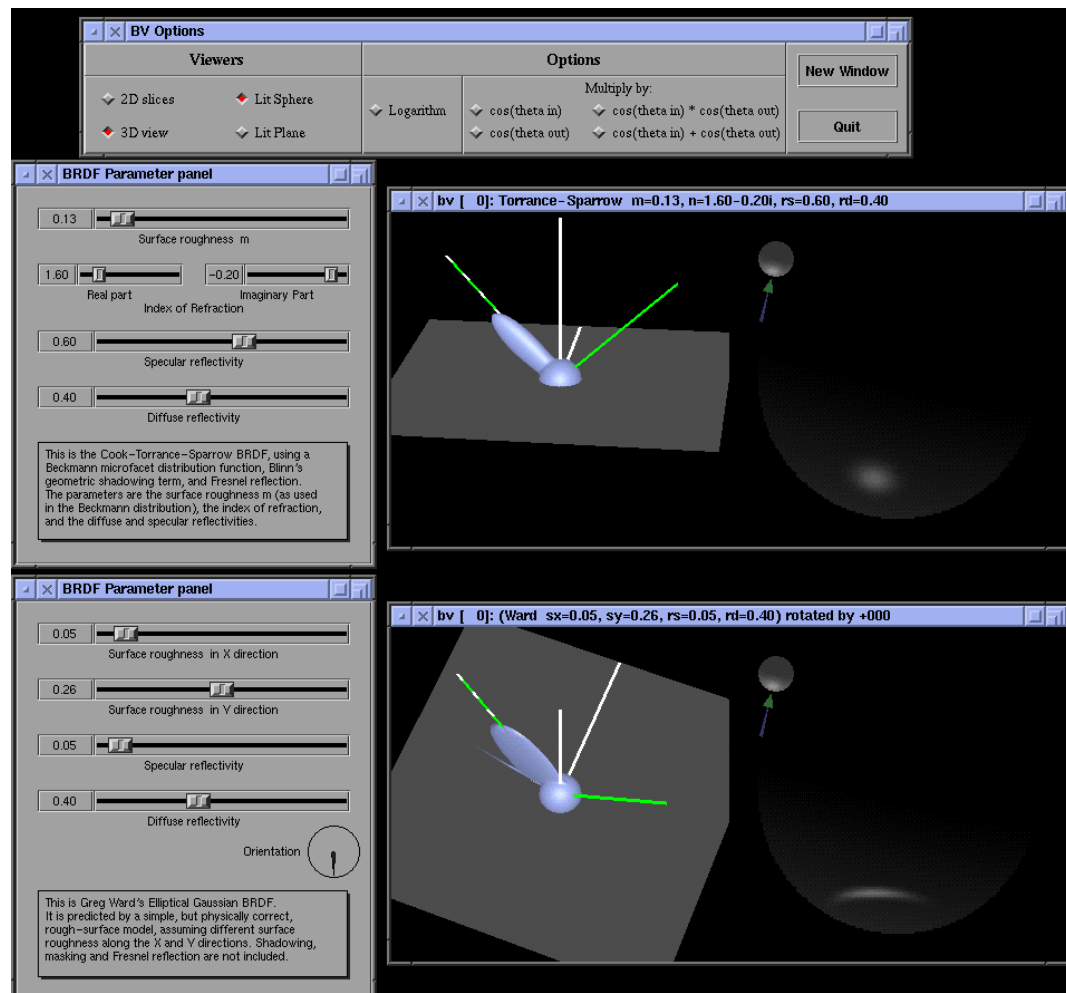 BV Options
Viewers
Options
2D slices
Lit Sphere
3D view
Lit Plane
Logarithm
Multiply by:
cos(theta in)
cos(theta in) * cos(theta out)
cos(theta out)
cos(theta in) + cos(theta out)
New Window
Quit
BRDF Parameter panel
0.13
Surface roughness m
1.60
-0.20
Real part
Imaginary Part
Index of Refraction
0.60
Specular reflectivity
0.40
Diffuse reflectivity
This is the Cook-Torrance-Sparrow BRDF, using a
Beckmann microfacet distribution function, Blinn's
geometric shadowing term, and Fresnel reflection.
The parameters are the surface roughness m (as used
in the Beckmann distribution), the index of refraction,
and the diffuse and specular reflectivities.
bv [ 0]: Torrance-Sparrow m=0.13, n=1.60-0.20i, rs=0.60, rd=0.40
BRDF Parameter panel
0.05
Surface roughness in X direction
0.26
Surface roughness in Y direction
0.05
Specular reflectivity
0.40
Diffuse reflectivity
Orientation
This is Greg Ward's Elliptical Gaussian BRDF.
It is predicted by a simple, but physically correct,
rough-surface model, assuming different surface
roughness along the X and Y directions. Shadowing,
masking and Fresnel reflection are not included.
bv [ 0]: (Ward sx=0.05, sy=0.26, rs=0.05, rd=0.40) rotated by +000